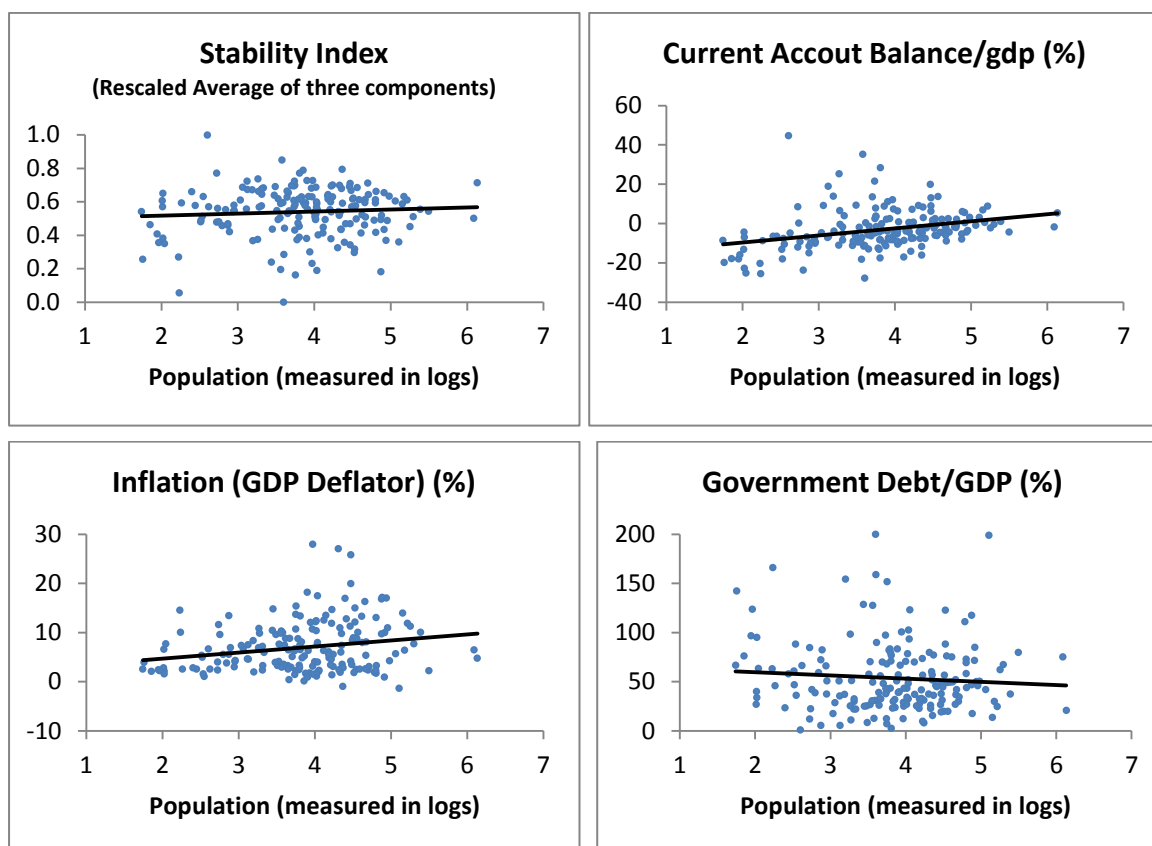 Stability Index
(Rescaled Average of three components)
1.0
0.8
0.6
0.4
0.2
0.0
1 2 3 4 5 6 7
Population (measured in logs)
Current Accout Balance/gdp (%)
60
40
20
0
-20
-40
1 2 3 4 5 6 7
Population (measured in logs)
Inflation (GDP Deflator) (%)
30
20
10
0
-10
1 2 3 4 5 6 7
Population (measured in logs)
Government Debt/GDP (%)
200
150
100
50
0
1 2 3 4 5 6 7
Population (measured in logs)